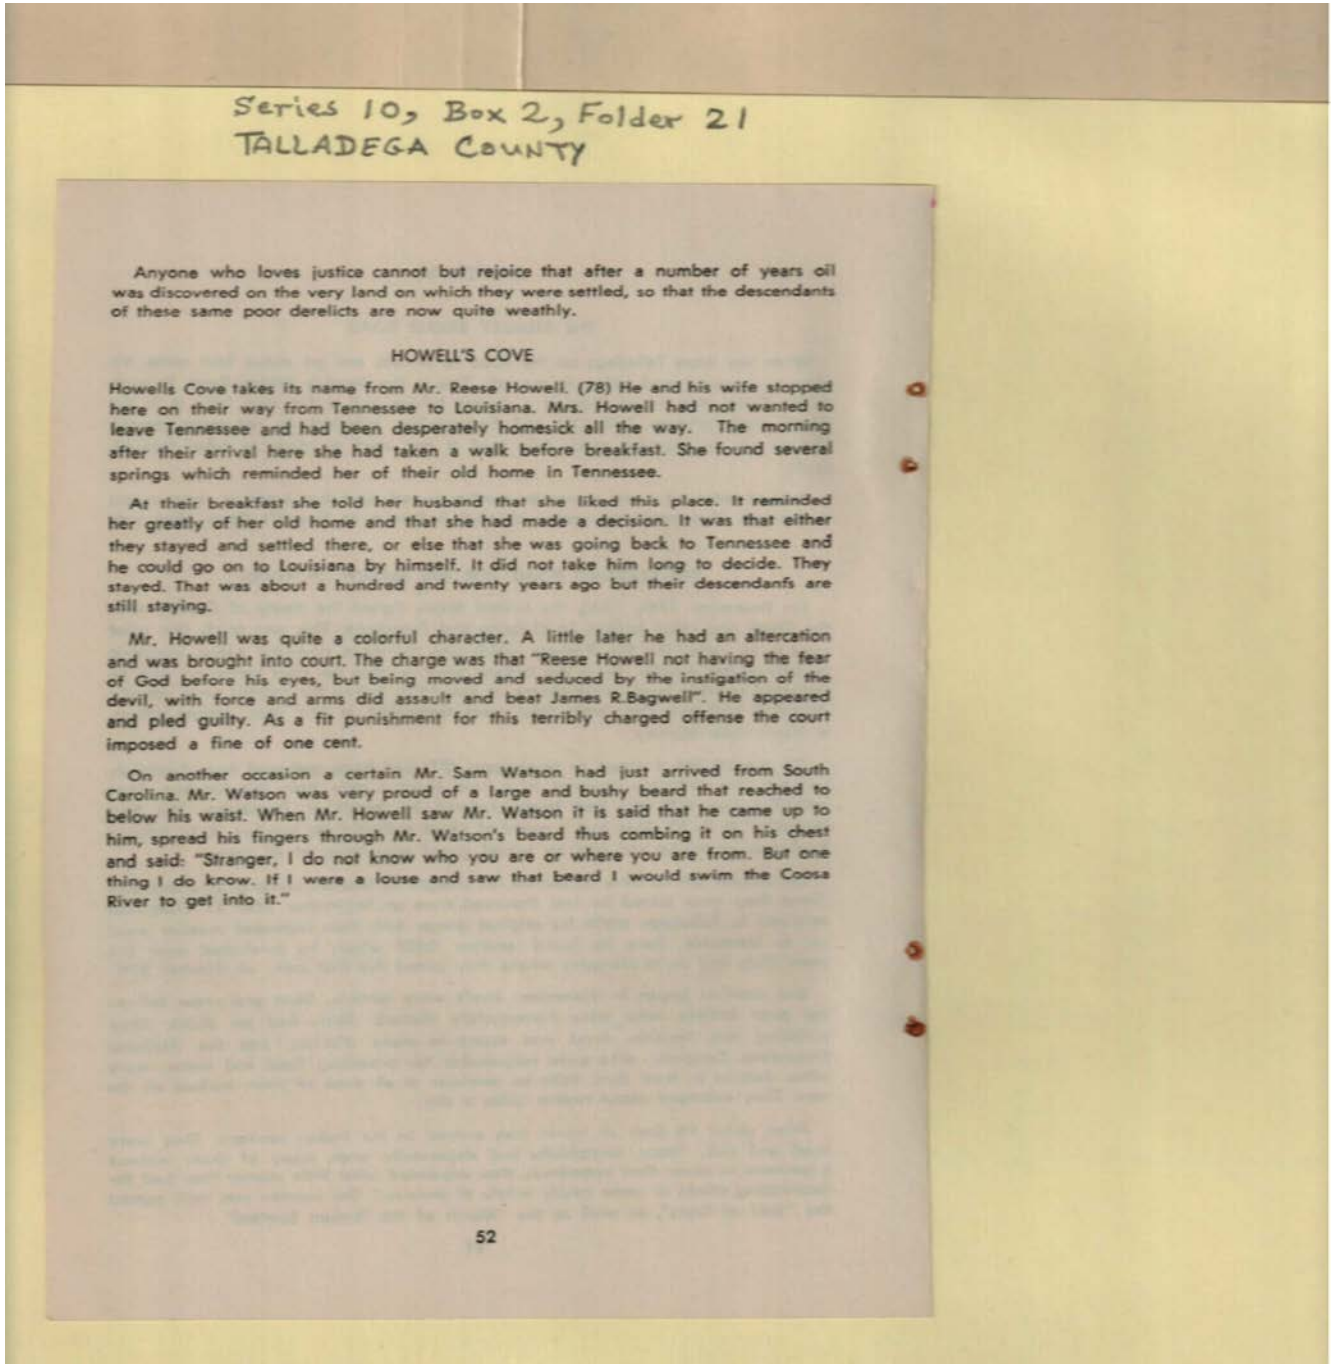 Series 10, Box 2, Folder 21
TALLADEGA COUNTY
Anyone who loves justice cannot but rejoice that after a number of years oil
was discovered on the very land on which they were settled, so that the descendants
of these same poor derelicts are now quite weathly.
HOWELL'S COVE
Howells Cove takes its name from Mr. Reese Howell. (78) He and his wife stopped
here on their way from Tennessee to Louisiana. Mrs. Howell had not wanted to
leave Tennessee and had been desperately homesick all the way. The morning
after their arrival here she had taken a walk before breakfast. She found several
springs which reminded her of their old home in Tennessee.
At their breakfast she told her husband that she liked this place. It reminded
her greatly of her old home and that she had made a decision. It was that either
they stayed and settled there, or else that she was going back to Tennessee and
he could go on to Louisiana by himself. It did not take him long to decide. They
stayed. That was about a hundred and twenty years ago but their descendants are
still staying.
Mr. Howell was quite a colorful character. A little later he had an altercation
and was brought into court. The charge was that "Reese Howell not having the fear
of God before his eyes, but being moved and seduced by the instigation of the
devil, with force and arms did assault and beat James R.Bagwell". He appeared
and pled guilty. As a fit punishment for this terribly charged offense the court
imposed a fine of one cent.
On another occasion a certain Mr. Sam Watson had just arrived from South
Carolina. Mr. Watson was very proud of a large and bushy beard that reached to
below his waist. When Mr. Howell saw Mr. Watson it is said that he came up to
him, spread his fingers through Mr. Watson's beard thus combing it on his chest
and said: "Stranger, I do not know who you are or where you are from. But one
thing I do know. If I were a louse and saw that beard I would swim the Coosa
River to get into it."
52